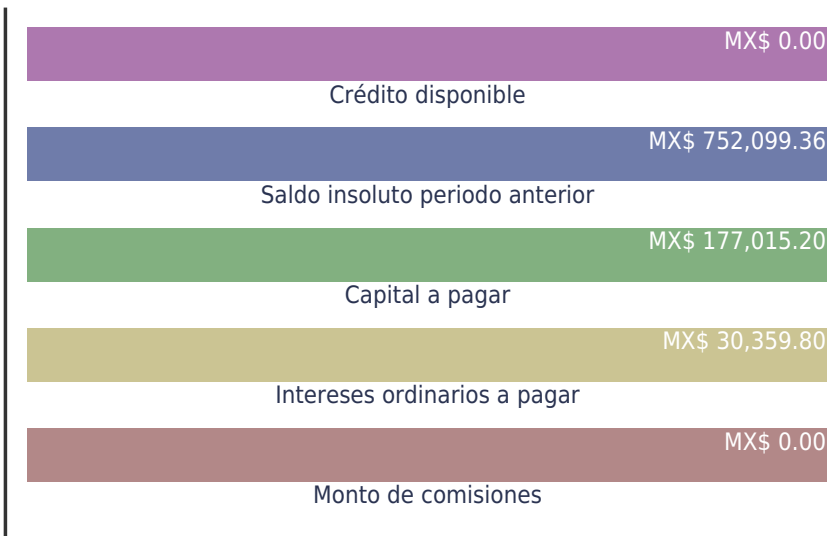 MX$ 0.00
Crédito disponible
MX$ 752,099.36
Saldo insoluto periodo anterior
MX$ 177,015.20
Capital a pagar
MX$ 30,359.80
Intereses ordinarios a pagar
MX$ 0.00
Monto de comisiones